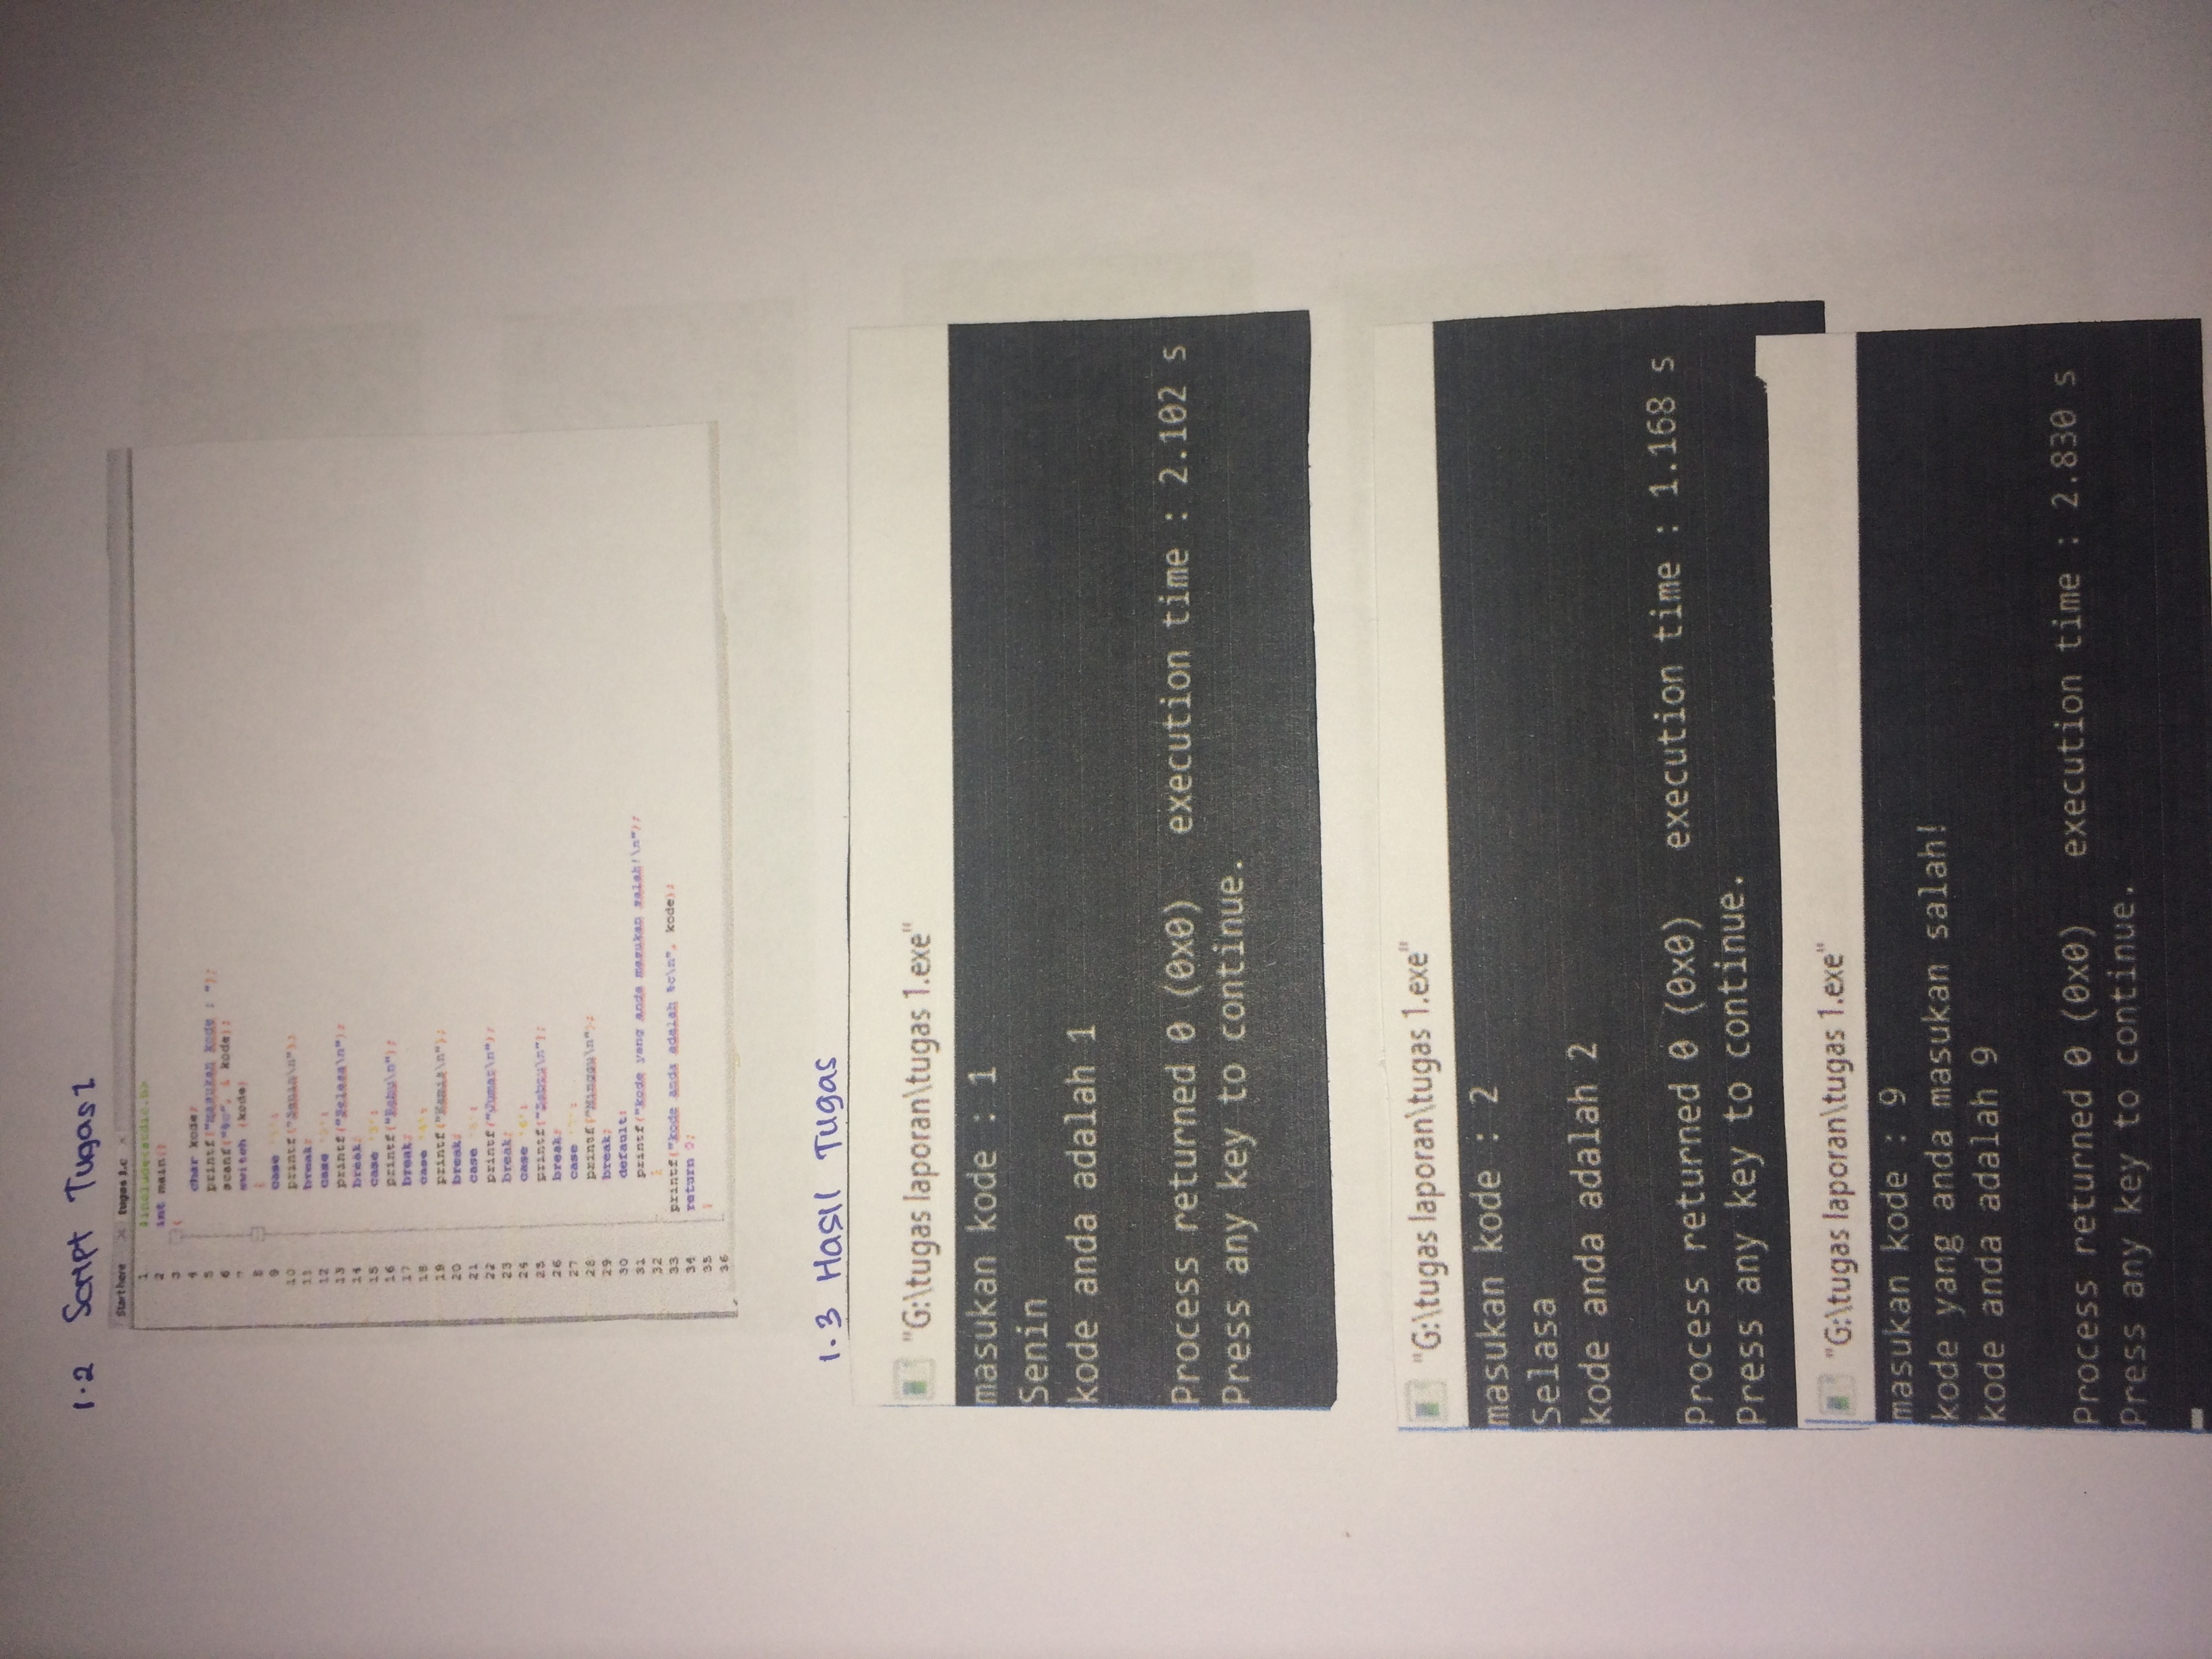 1.2 Script Tugas 1
Start here tugas 1.c
1 #include<stdio.h>
2 int main()
3 {
4 char kode;
5 printf("masukan kode : ");
6 scanf("%c", & kode);
7 switch (kode)
8 {
9 case
10 printf("Senin\n");
11 break;
12 case
13 printf("Selasa\n");
14 break;
15 case '3':
16 printf("Rabu\n");
17 break;
18 case '4':
19 printf("Kamis\n");
20 break;
21 case
22 printf("Jumat\n");
23 break;
24 case '6':
25 printf("Sabtu\n");
26 break;
27 case '7':
28 printf("Minggu\n");
29 break;
30 default:
31 printf("kode yang anda masukan salah!\n");
32 }
33 printf("kode anda adalah %c\n", kode);
34 return 0;
35 }
36
1.3 Hasil Tugas
"G:\tugas laporan\tugas 1.exe"
masukan kode : 1
Senin
kode anda adalah 1
Process returned 0 (0x0) execution time : 2.102 s
Press any key to continue.
"G:\tugas laporan\tugas 1.exe"
masukan kode : 2
Selasa
kode anda adalah 2
Process returned 0 (0x0) execution time : 1.168 s
Press any key to continue.
"G:\tugas laporan\tugas 1.exe"
masukan kode : 9
kode yang anda masukan salah!
kode anda adalah 9
Process returned 0 (0x0) execution time : 2.830 s
Press any key to continue.